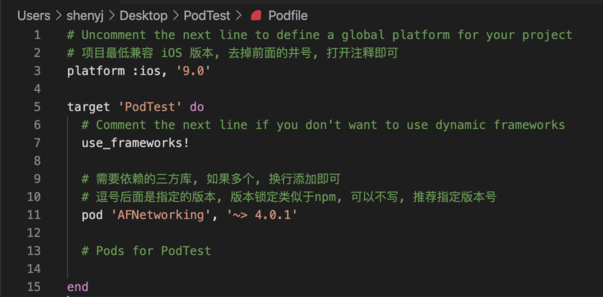 Users > shenyj > Desktop > PodTest > Podfile
1 # Uncomment the next line to define a global platform for your project
2 # 项目最低兼容 iOS 版本, 去掉前面的井号, 打开注释即可
3 platform :ios, '9.0'
4
5 target 'PodTest' do
6 # Comment the next line if you don't want to use dynamic frameworks
7 use_frameworks!
8
9 # 需要依赖的三方库, 如果多个, 换行添加即可
10 # 逗号后面是指定的版本, 版本锁定类似于npm, 可以不写, 推荐指定版本号
11 pod 'AFNetworking', '~> 4.0.1'
12
13 # Pods for PodTest
14
15 end